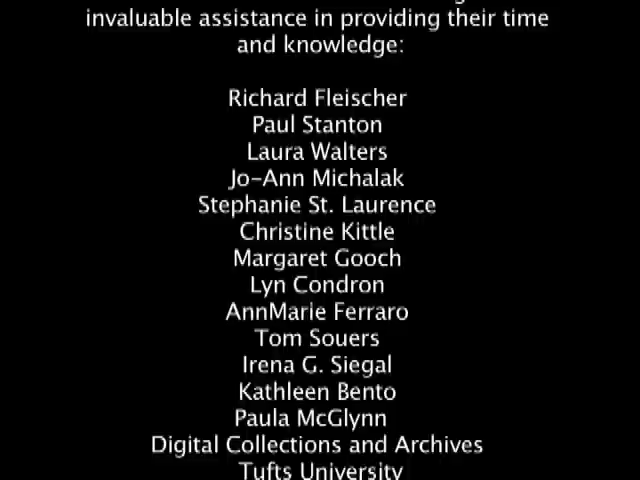 invaluable assistance in providing their time
and knowledge:
Richard Fleischer
Paul Stanton
Laura Walters
Jo-Ann Michalak
Stephanie St. Laurence
Christine Kittle
Margaret Gooch
Lyn Condron
AnnMarie Ferraro
Tom Souers
Irena G. Siegal
Kathleen Bento
Paula McGlynn
Digital Collections and Archives
Tufts University